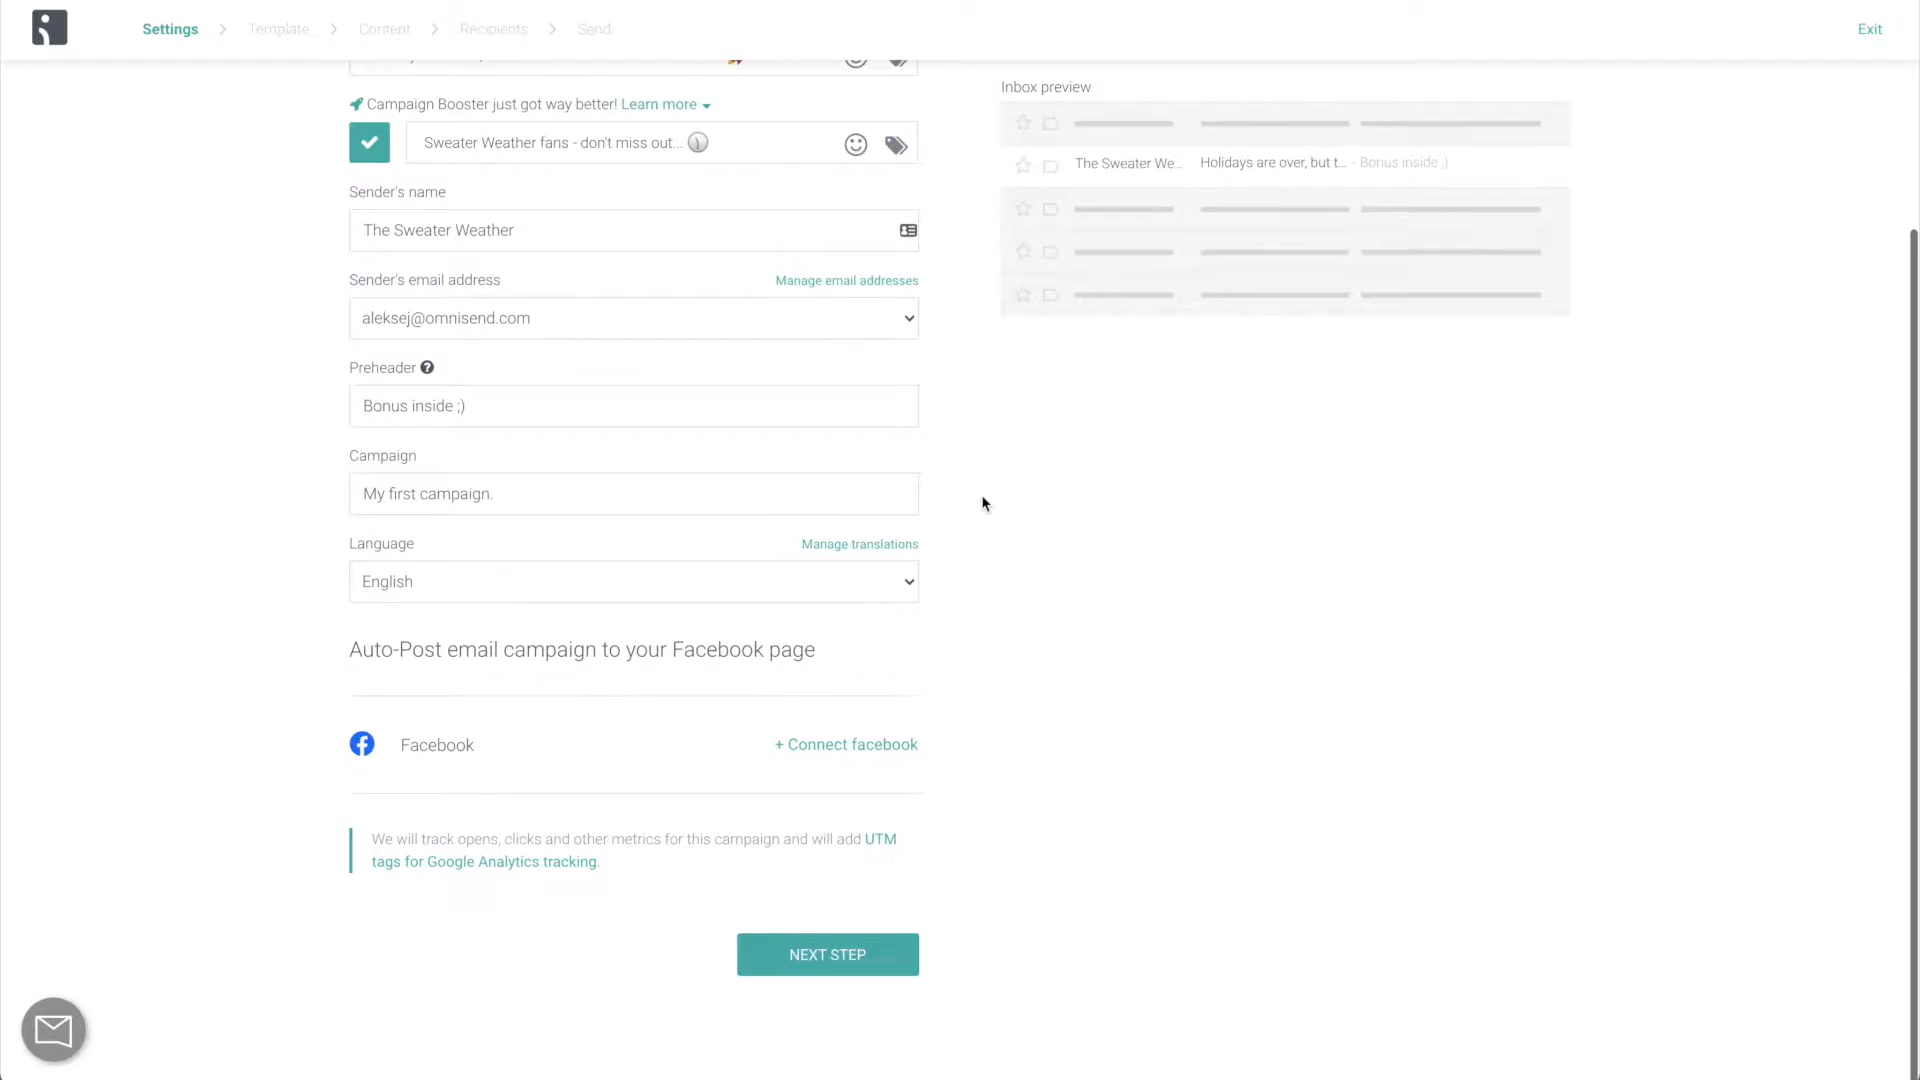 Settings
Template
Content
Recipients
Send
Exit
Campaign Booster just got way better! Learn more
Sweater Weather fans - don't miss out...
Sender's name
The Sweater Weather
Sender's email address
Manage email addresses
aleksej@omnisend.com
Preheader
Bonus inside ;)
Campaign
My first campaign.
Language
Manage translations
English
Auto-Post email campaign to your Facebook page
Facebook
+ Connect facebook
We will track opens, clicks and other metrics for this campaign and will add UTM
tags for Google Analytics tracking.
NEXT STEP
Inbox preview
The Sweater We... Holidays are over, but t... - Bonus inside ;)